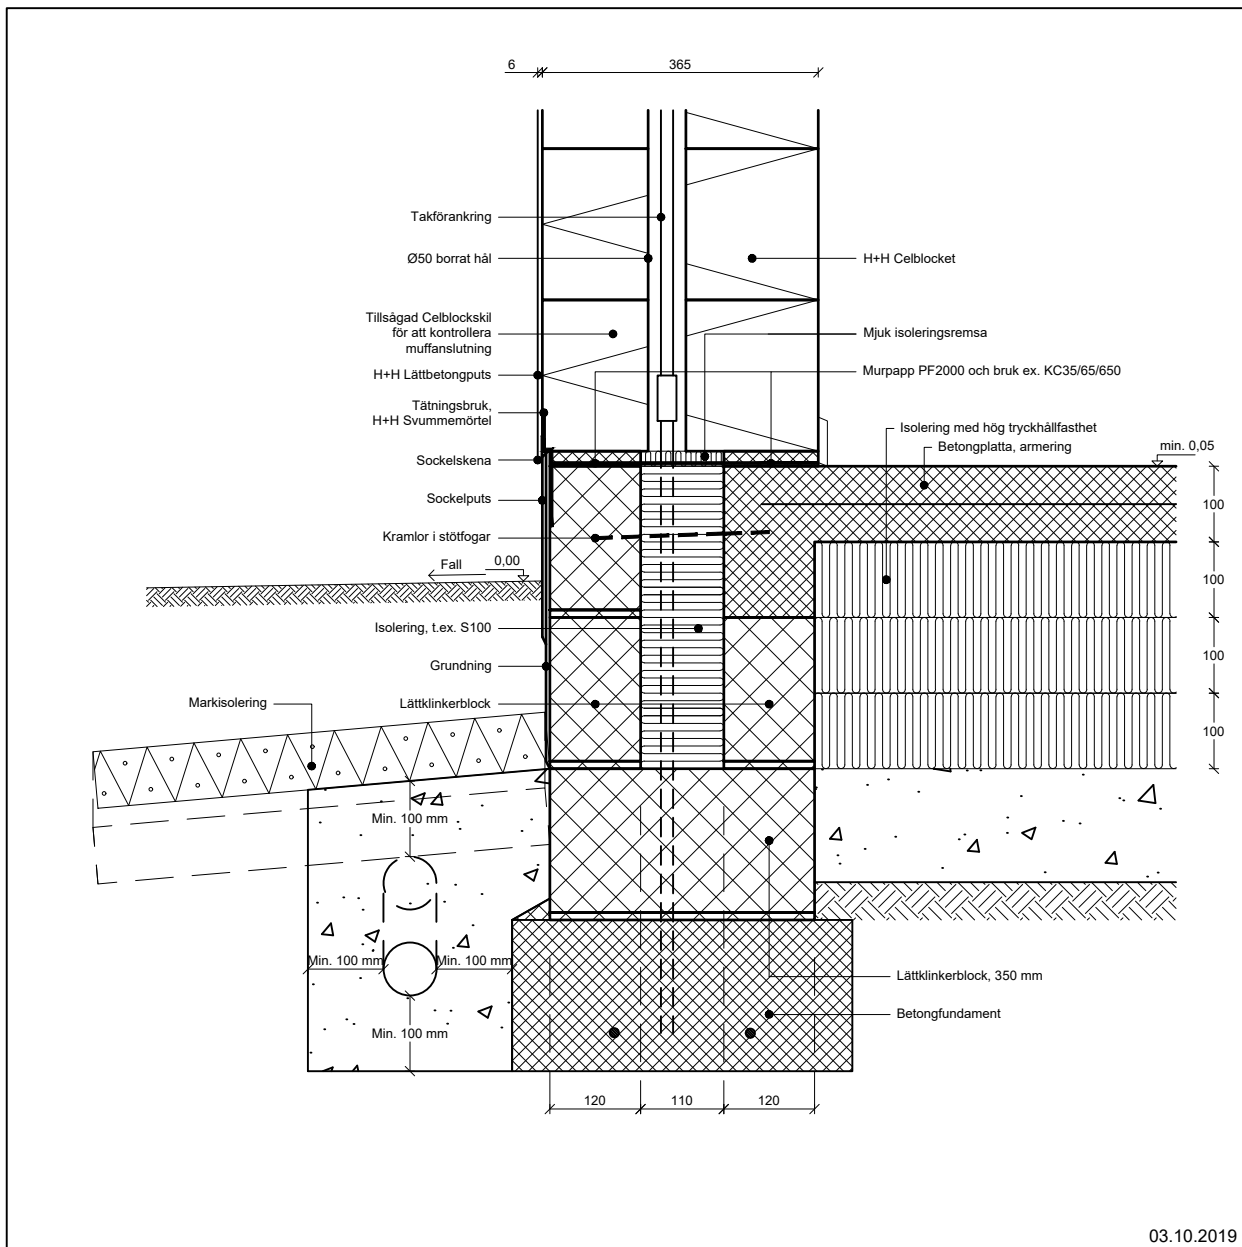 6
365
Takförankring
Ø50 borrat hål
H+H Celblocket
Tillsågad Celblockskil
för att kontrollera
muffanslutning
Mjuk isoleringsremsa
H+H Lättbetongputs
Murpapp PF2000 och bruk ex. KC35/65/650
Tätningsbruk,
H+H Svummemörtel
Isolering med hög tryckhållfasthet
Betongplatta, armering
min. 0,05
Sockelskena
Sockelputs
100
Kramlor i stötfogar
Fall
0,00
100
Isolering, t.ex. S100
100
Grundning
Markisolering
Lättklinkerblock
100
Min. 100 mm
Min. 100 mm
Min. 100 mm
Lättklinkerblock, 350 mm
Betongfundament
Min. 100 mm
120
110
120
03.10.2019